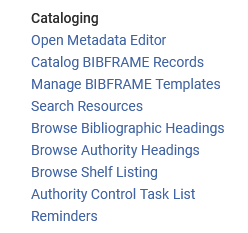 Cataloging
Open Metadata Editor
Catalog BIBFRAME Records
Manage BIBFRAME Templates
Search Resources
Browse Bibliographic Headings
Browse Authority Headings
Browse Shelf Listing
Authority Control Task List
Reminders